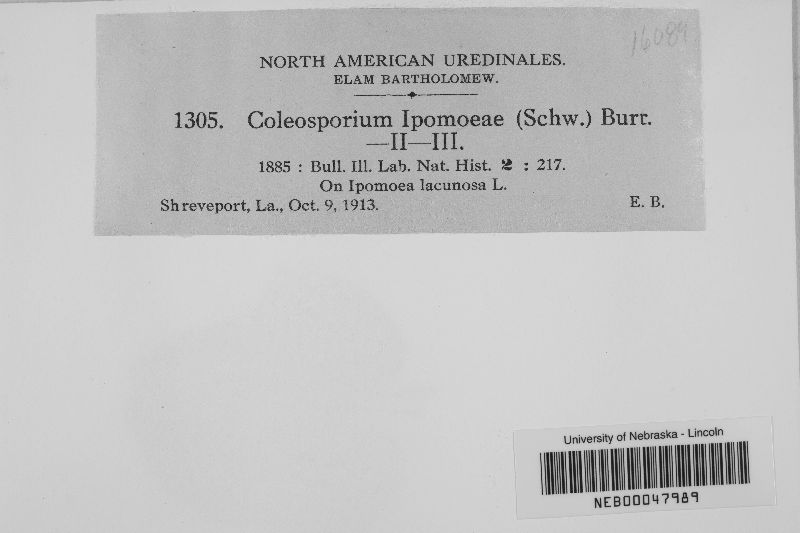 16089
NORTH AMERICAN UREDINALES.
ELAM BARTHOLOMEW.
1305. Coleosporium Ipomoeae (Schw.) Burr.
—II—III.
1885 : Bull. Ill. Lab. Nat. Hist. 2 : 217.
On Ipomoea lacunosa L.
Shreveport, La., Oct. 9, 1913. E. B.
University of Nebraska - Lincoln
NEB00047989